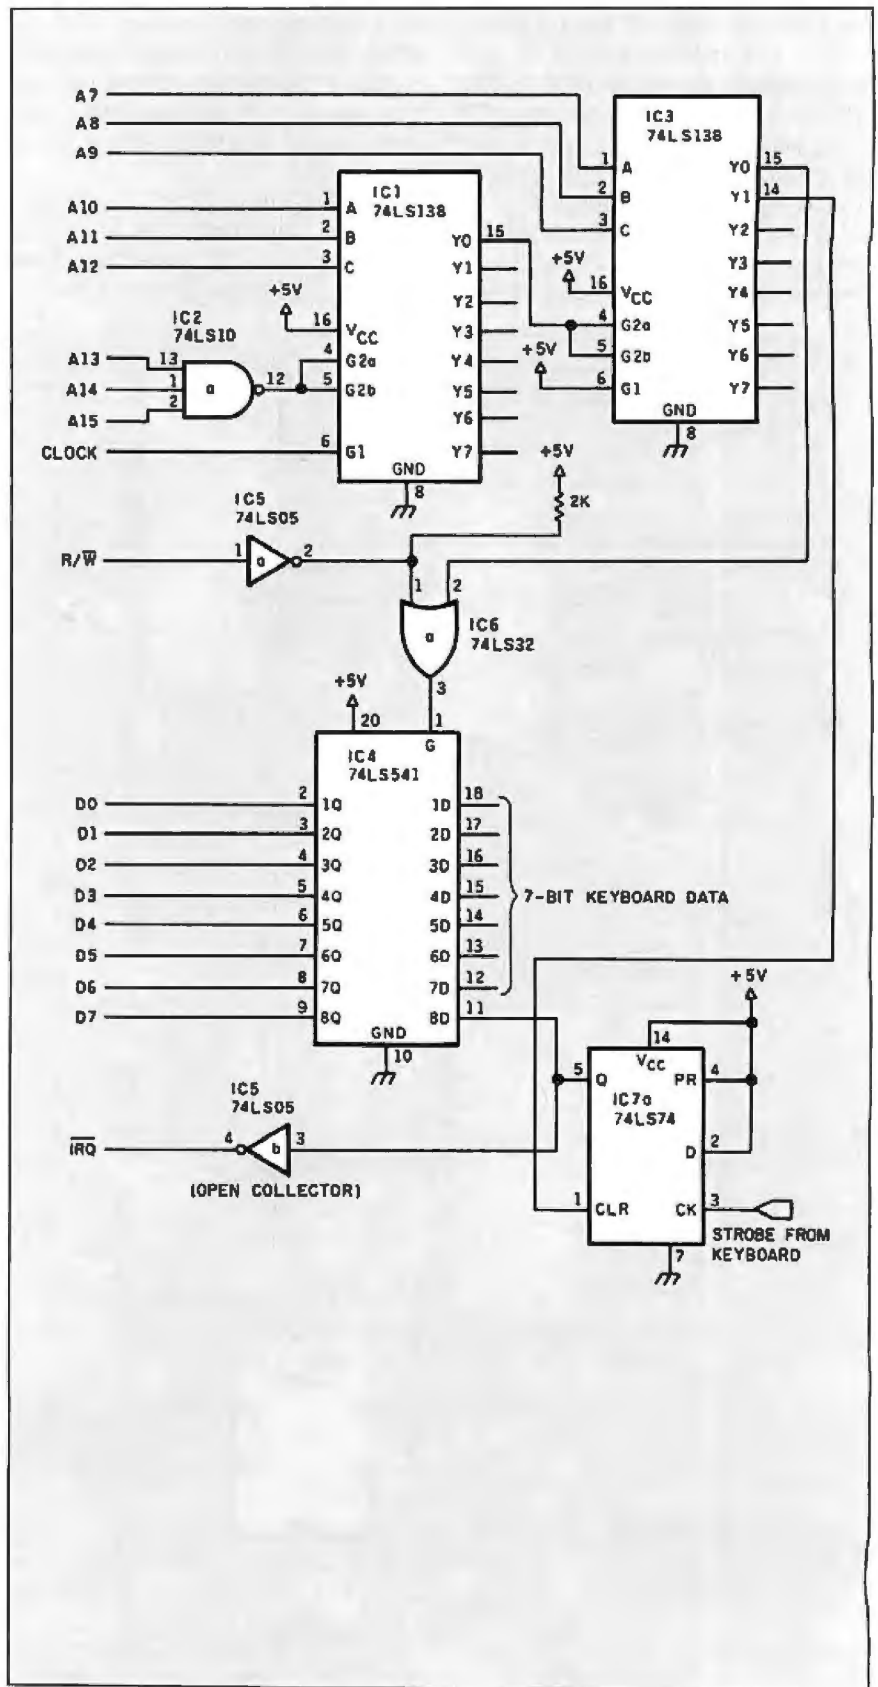 A7
A8
A9
A10
A11
A12
A13
A14
A15
CLOCK
R/W
IC1
74LS138
1 A
2 B
3 C
+5V
16 VCC
4 G2a
5 G2b
6 G1
GND
8
Y0 15
Y1
Y2
Y3
Y4
Y5
Y6
Y7
IC2
74LS10
13
1
2
a
12
IC3
74LS138
1 A
2 B
3 C
+5V
16 VCC
4 G2a
5 G2b
+5V
6 G1
GND
8
Y0 15
Y1 14
Y2
Y3
Y4
Y5
Y6
Y7
IC5
74LS05
1 a 2
+5V
2K
1 2
a
IC6
74LS32
3
+5V
20
1
G
IC4
74LS541
D0 2 1Q 1D 18
D1 3 2Q 2D 17
D2 4 3Q 3D 16
D3 5 4Q 4D 15
D4 6 5Q 5D 14
D5 7 6Q 6D 13
D6 8 7Q 7D 12
D7 9 8Q 8D 11
GND
10
7-BIT KEYBOARD DATA
+5V
14
VCC
5 Q PR 4
IC7a
74LS74
D 2
1 CLR CK 3
7
STROBE FROM
KEYBOARD
IC5
74LS05
IRQ 4 b 3
(OPEN COLLECTOR)